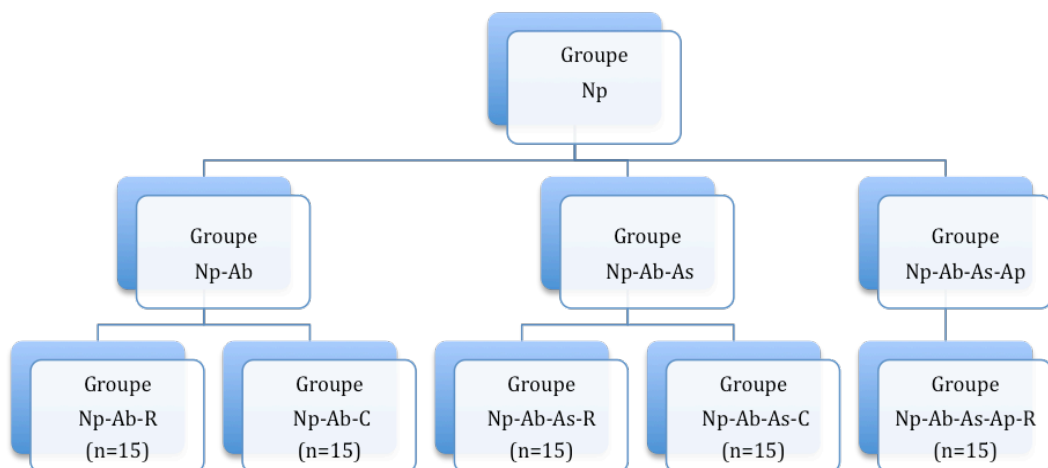 Groupe
Np
Groupe
Np-Ab
Groupe
Np-Ab-As
Groupe
Np-Ab-As-Ap
Groupe
Np-Ab-R
(n=15)
Groupe
Np-Ab-C
(n=15)
Groupe
Np-Ab-As-R
(n=15)
Groupe
Np-Ab-As-C
(n=15)
Groupe
Np-Ab-As-Ap-R
(n=15)